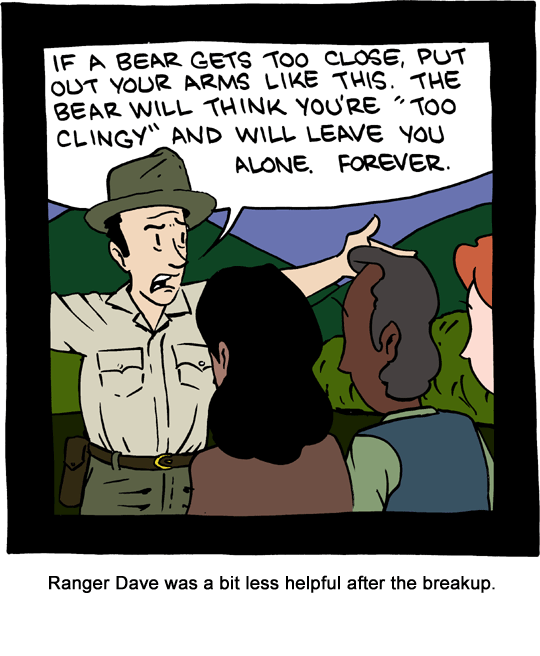 IF A BEAR GETS TOO CLOSE, PUT
OUT YOUR ARMS LIKE THIS. THE
BEAR WILL THINK YOU'RE "TOO
CLINGY" AND WILL LEAVE YOU
ALONE. FOREVER.
Ranger Dave was a bit less helpful after the breakup.